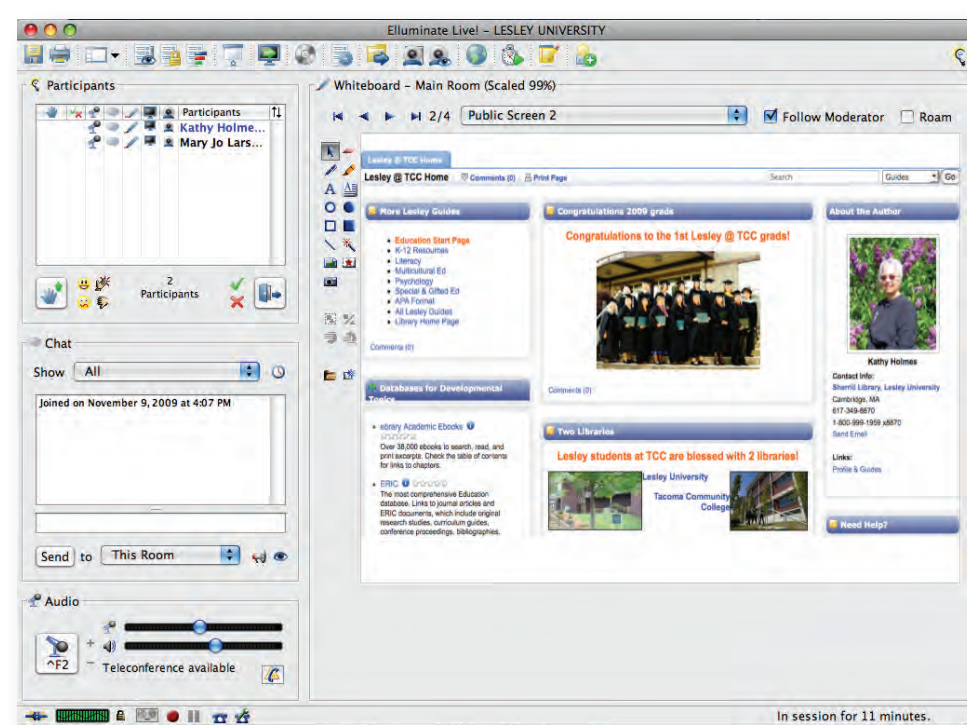 Elluminate Live! – LESLEY UNIVERSITY
Participants
Participants
Kathy Holme...
Mary Jo Lars...
2
Participants
Chat
Show All
Joined on November 9, 2009 at 4:07 PM
Send to This Room
Audio
^F2
Teleconference available
Whiteboard – Main Room (Scaled 99%)
2/4 Public Screen 2 Follow Moderator Roam
Lesley @ TCC Home
Lesley @ TCC Home Comments (0) Print Page Search Guides Go
More Lesley Guides
Education Start Page
K-12 Resources
Literacy
Multicultural Ed
Psychology
Special & Gifted Ed
APA Format
All Lesley Guides
Library Home Page
Comments (0)
Databases for Developmental
Topics
ebrary Academic Ebooks
Over 38,000 ebooks to search, read, and
print excerpts. Check the table of contents
for links to chapters.
ERIC
The most comprehensive Education
database. Links to journal articles and
ERIC documents, which include original
research studies, curriculum guides,
conference proceedings, bibliographies,
Congratulations 2009 grads
Congratulations to the 1st Lesley @ TCC grads!
Comments (0)
Two Libraries
Lesley students at TCC are blessed with 2 libraries!
Lesley University
Tacoma Community
College
About the Author
Kathy Holmes
Contact Info:
Sherrill Library, Lesley University
Cambridge, MA
617-349-8870
1-800-999-1959 x8870
Send Email
Links:
Profile & Guides
Need Help?
In session for 11 minutes.